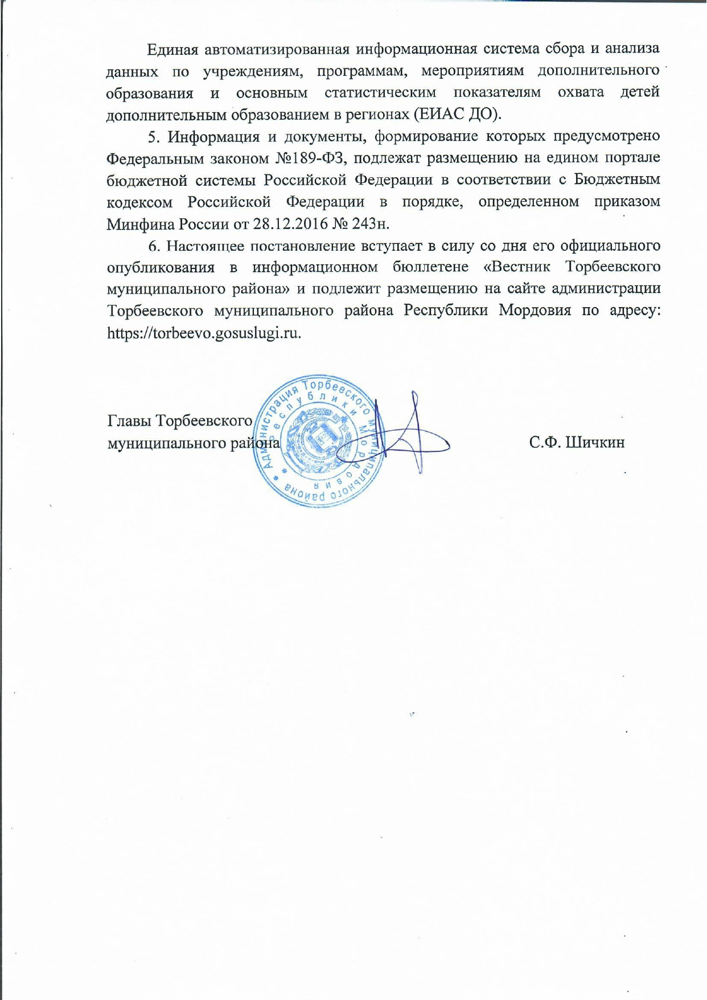 Единая автоматизированная информационная система сбора и анализа
данных по учреждениям, программам, мероприятиям дополнительного
образования и основным статистическим показателям охвата детей
дополнительным образованием в регионах (ЕИАС ДО).
5. Информация и документы, формирование которых предусмотрено
Федеральным законом №189-ФЗ, подлежат размещению на едином портале
бюджетной системы Российской Федерации в соответствии с Бюджетным
кодексом Российской Федерации в порядке, определенном приказом
Минфина России от 28.12.2016 № 243н.
6. Настоящее постановление вступает в силу со дня его официального
опубликования в информационном бюллетене «Вестник Торбеевского
муниципального района» и подлежит размещению на сайте администрации
Торбеевского муниципального района Республики Мордовия по адресу:
https://torbeevo.gosuslugi.ru.
Главы Торбеевского
муниципального района
С.Ф. Шичкин
* Администрация Торбеевского муниципального района
* Республики Мордовия